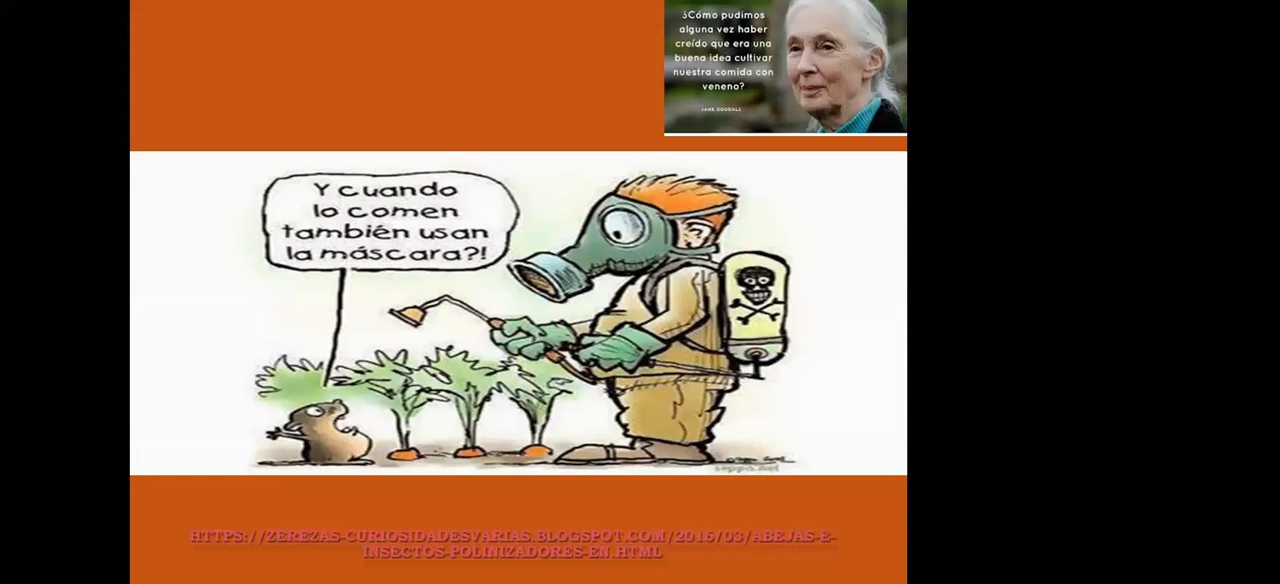 ¿Cómo pudimos
alguna vez haber
creído que era una
buena idea cultivar
nuestra comida con
veneno?
JANE GOODALL
Y cuando
lo comen
también usan
la máscara?!
HTTPS://ZEREZAS-CURIOSIDADESVARIAS.BLOGSPOT.COM/2016/03/ABEJAS-E-
INSECTOS-POLINIZADORES-EN.HTML